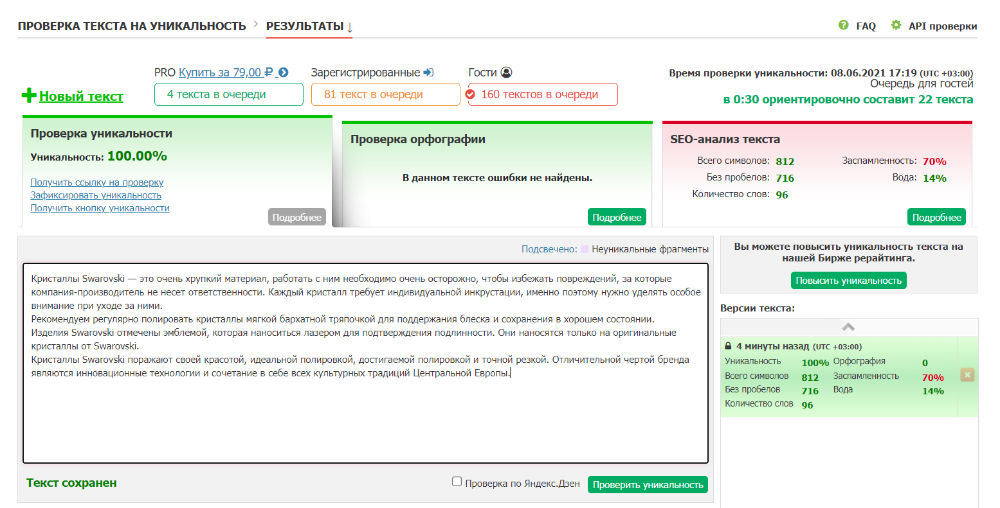 ПРОВЕРКА ТЕКСТА НА УНИКАЛЬНОСТЬ > РЕЗУЛЬТАТЫ ↓
FAQ API проверки
PRO Купить за 79,00 ₽
4 текста в очереди
Зарегистрированные
81 текст в очереди
Гости
160 текстов в очереди
Время проверки уникальности: 08.06.2021 17:19 (UTC +03:00)
Очередь для гостей
в 0:30 ориентировочно составит 22 текста
Новый текст
Проверка уникальности
Уникальность: 100.00%
Получить ссылку на проверку
Зафиксировать уникальность
Получить кнопку уникальности
Подробнее
Проверка орфографии
В данном тексте ошибки не найдены.
Подробнее
SEO-анализ текста
Всего символов: 812 Заспамленность: 70%
Без пробелов: 716 Вода: 14%
Количество слов: 96
Подробнее
Подсвечено: Неуникальные фрагменты
Кристаллы Swarovski — это очень хрупкий материал, работать с ним необходимо очень осторожно, чтобы избежать повреждений, за которые
компания-производитель не несет ответственности. Каждый кристалл требует индивидуальной инкрустации, именно поэтому нужно уделять особое
внимание при уходе за ними.
Рекомендуем регулярно полировать кристаллы мягкой бархатной тряпочкой для поддержания блеска и сохранения в хорошем состоянии.
Изделия Swarovski отмечены эмблемой, которая наноситься лазером для подтверждения подлинности. Они наносятся только на оригинальные
кристаллы от Swarovski.
Кристаллы Swarovski поражают своей красотой, идеальной полировкой, достигаемой полировкой и точной резкой. Отличительной чертой бренда
являются инновационные технологии и сочетание в себе всех культурных традиций Центральной Европы.
Текст сохранен
Проверка по Яндекс.Дзен
Проверить уникальность
Вы можете повысить уникальность текста на
нашей Бирже рерайтинга.
Повысить уникальность
Версии текста:
4 минуты назад (UTC +03:00)
Уникальность 100% Орфография 0
Всего символов 812 Заспамленность 70%
Без пробелов 716 Вода 14%
Количество слов 96